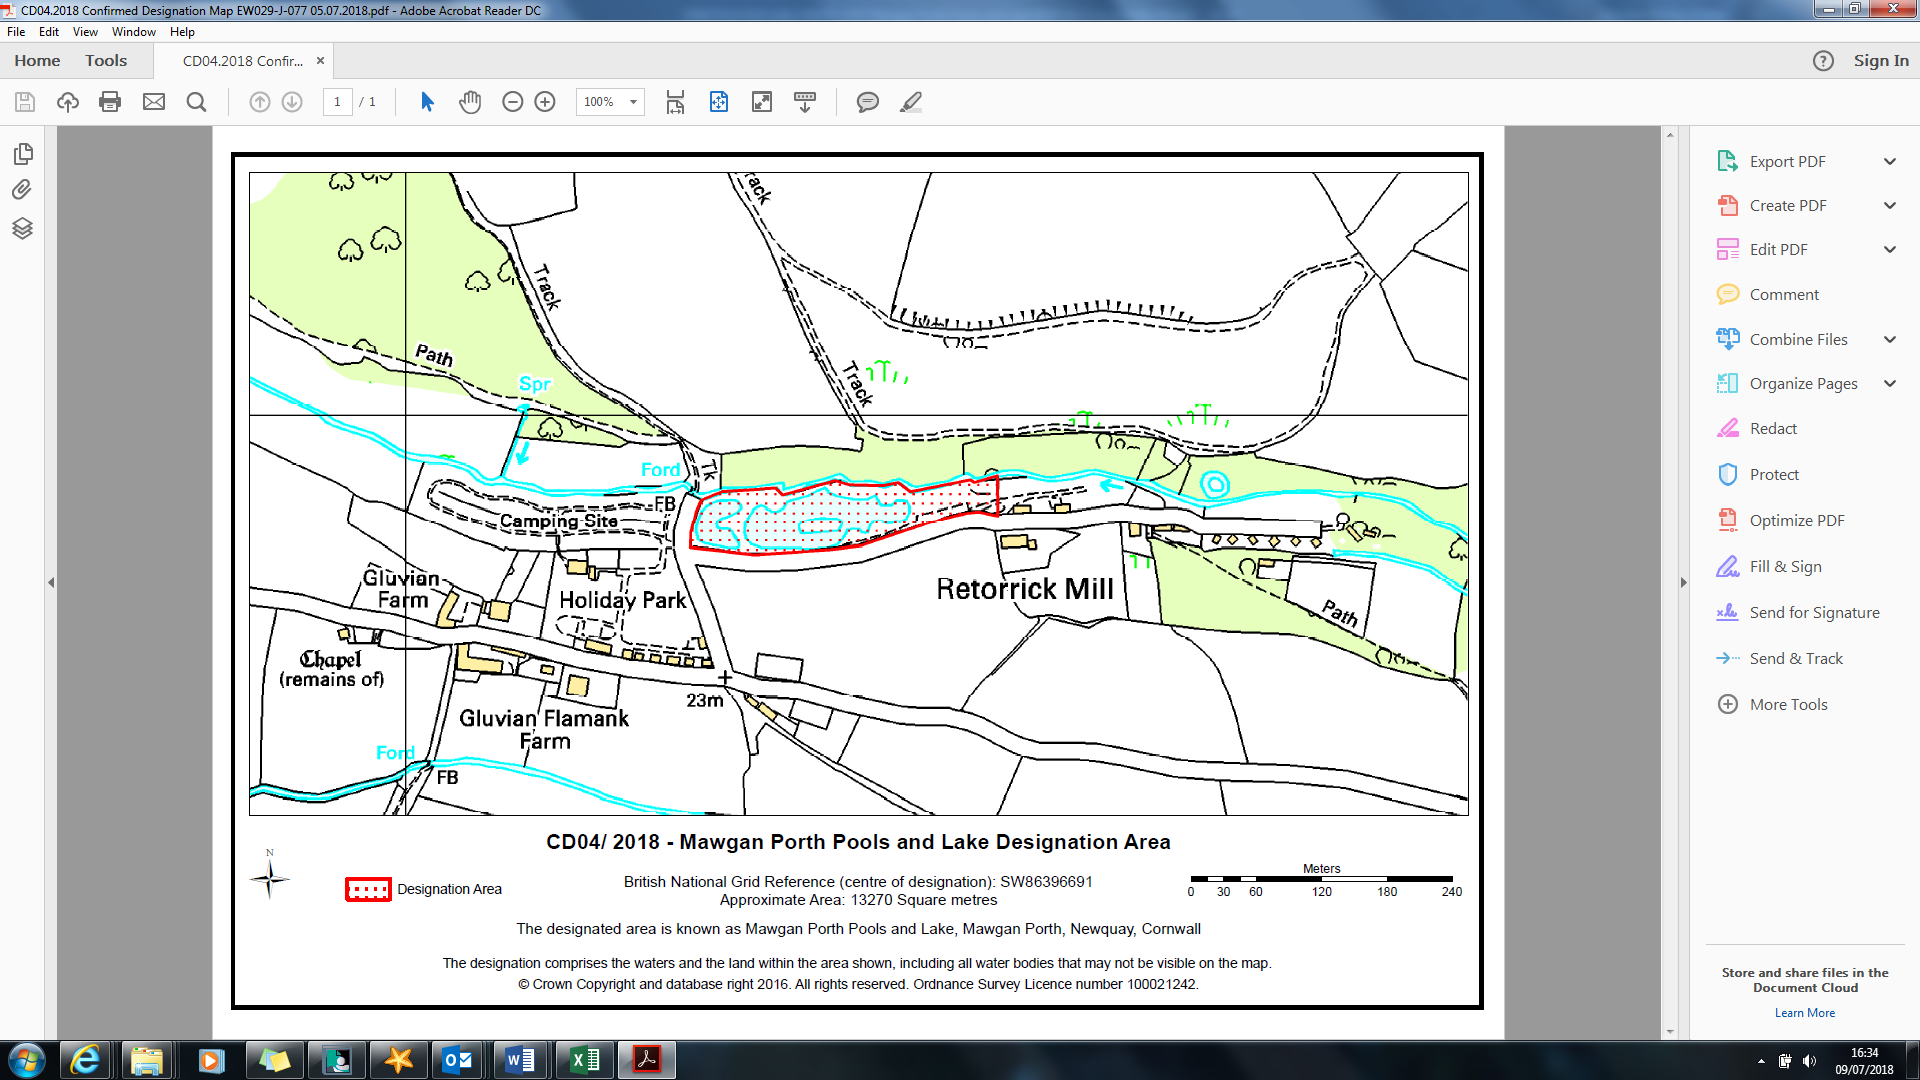 CD04.2018 Confirmed Designation Map EW029-J-077 05.07.2018.pdf - Adobe Acrobat Reader DC
File Edit View Window Help
Home Tools CD04.2018 Confir... × Sign In
1 / 1 100%
Export PDF
Create PDF
Edit PDF
Comment
Combine Files
Organize Pages
Redact
Protect
Optimize PDF
Fill & Sign
Send for Signature
Send & Track
More Tools
Store and share files in the
Document Cloud
Learn More
Track
Track
Path
Spr
Track
Ford
Tk
FB
Camping Site
Gluvian
Farm
Holiday Park
Retorrick Mill
Path
Chapel
(remains of)
23m
Gluvian Flamank
Farm
Ford
FB
CD04/ 2018 - Mawgan Porth Pools and Lake Designation Area
N
Designation Area
British National Grid Reference (centre of designation): SW86396691
Approximate Area: 13270 Square metres
Meters
0 30 60 120 180 240
The designated area is known as Mawgan Porth Pools and Lake, Mawgan Porth, Newquay, Cornwall
The designation comprises the waters and the land within the area shown, including all water bodies that may not be visible on the map.
© Crown Copyright and database right 2016. All rights reserved. Ordnance Survey Licence number 100021242.
16:34
09/07/2018